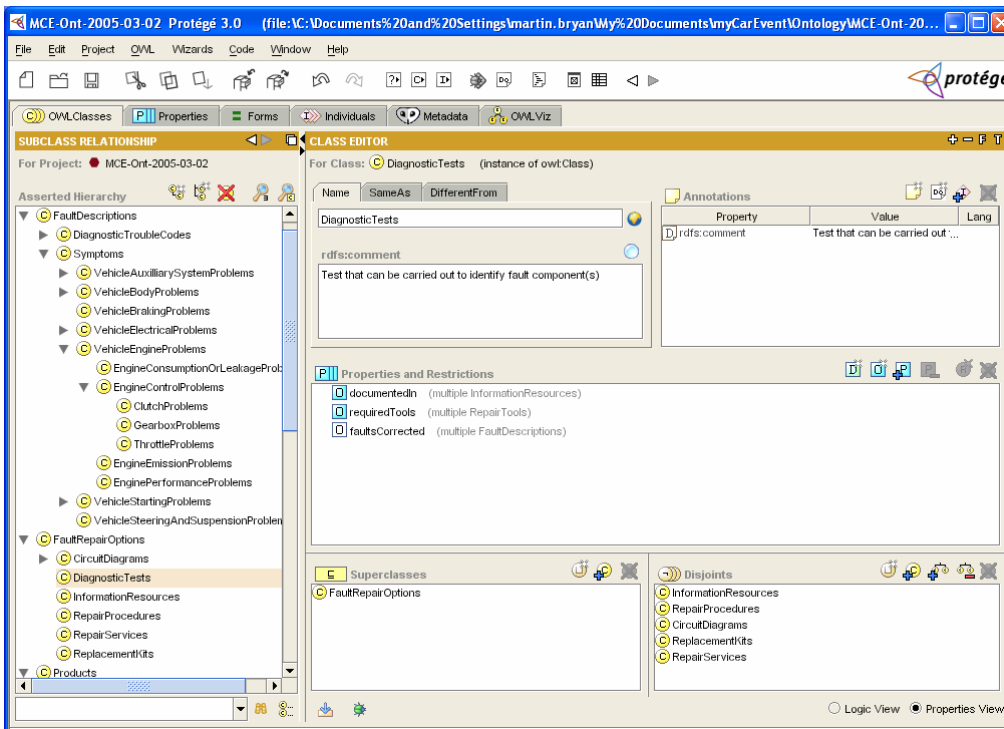 MCE-Ont-2005-03-02 Protégé 3.0 (file:\C:\Documents%20and%20Settings\martin.bryan\My%20Documents\myCarEvent\Ontology\MCE-Ont-20...
File Edit Project OWL Wizards Code Window Help
protégé
OWLClasses Properties Forms Individuals Metadata OWLViz
SUBCLASS RELATIONSHIP
For Project: MCE-Ont-2005-03-02
Asserted Hierarchy
FaultDescriptions
DiagnosticTroubleCodes
Symptoms
VehicleAuxilliarySystemProblems
VehicleBodyProblems
VehicleBrakingProblems
VehicleElectricalProblems
VehicleEngineProblems
EngineConsumptionOrLeakageProbl
EngineControlProblems
ClutchProblems
GearboxProblems
ThrottleProblems
EngineEmissionProblems
EnginePerformanceProblems
VehicleStartingProblems
VehicleSteeringAndSuspensionProblem
FaultRepairOptions
CircuitDiagrams
DiagnosticTests
InformationResources
RepairProcedures
RepairServices
ReplacementKits
Products
CLASS EDITOR
For Class: DiagnosticTests (instance of owl:Class)
Name SameAs DifferentFrom
DiagnosticTests
rdfs:comment
Test that can be carried out to identify fault component(s)
Annotations
Property Value Lang
rdfs:comment Test that can be carried out ...
Properties and Restrictions
documentedIn (multiple InformationResources)
requiredTools (multiple RepairTools)
faultsCorrected (multiple FaultDescriptions)
Superclasses
FaultRepairOptions
Disjoints
InformationResources
RepairProcedures
CircuitDiagrams
ReplacementKits
RepairServices
Logic View Properties View